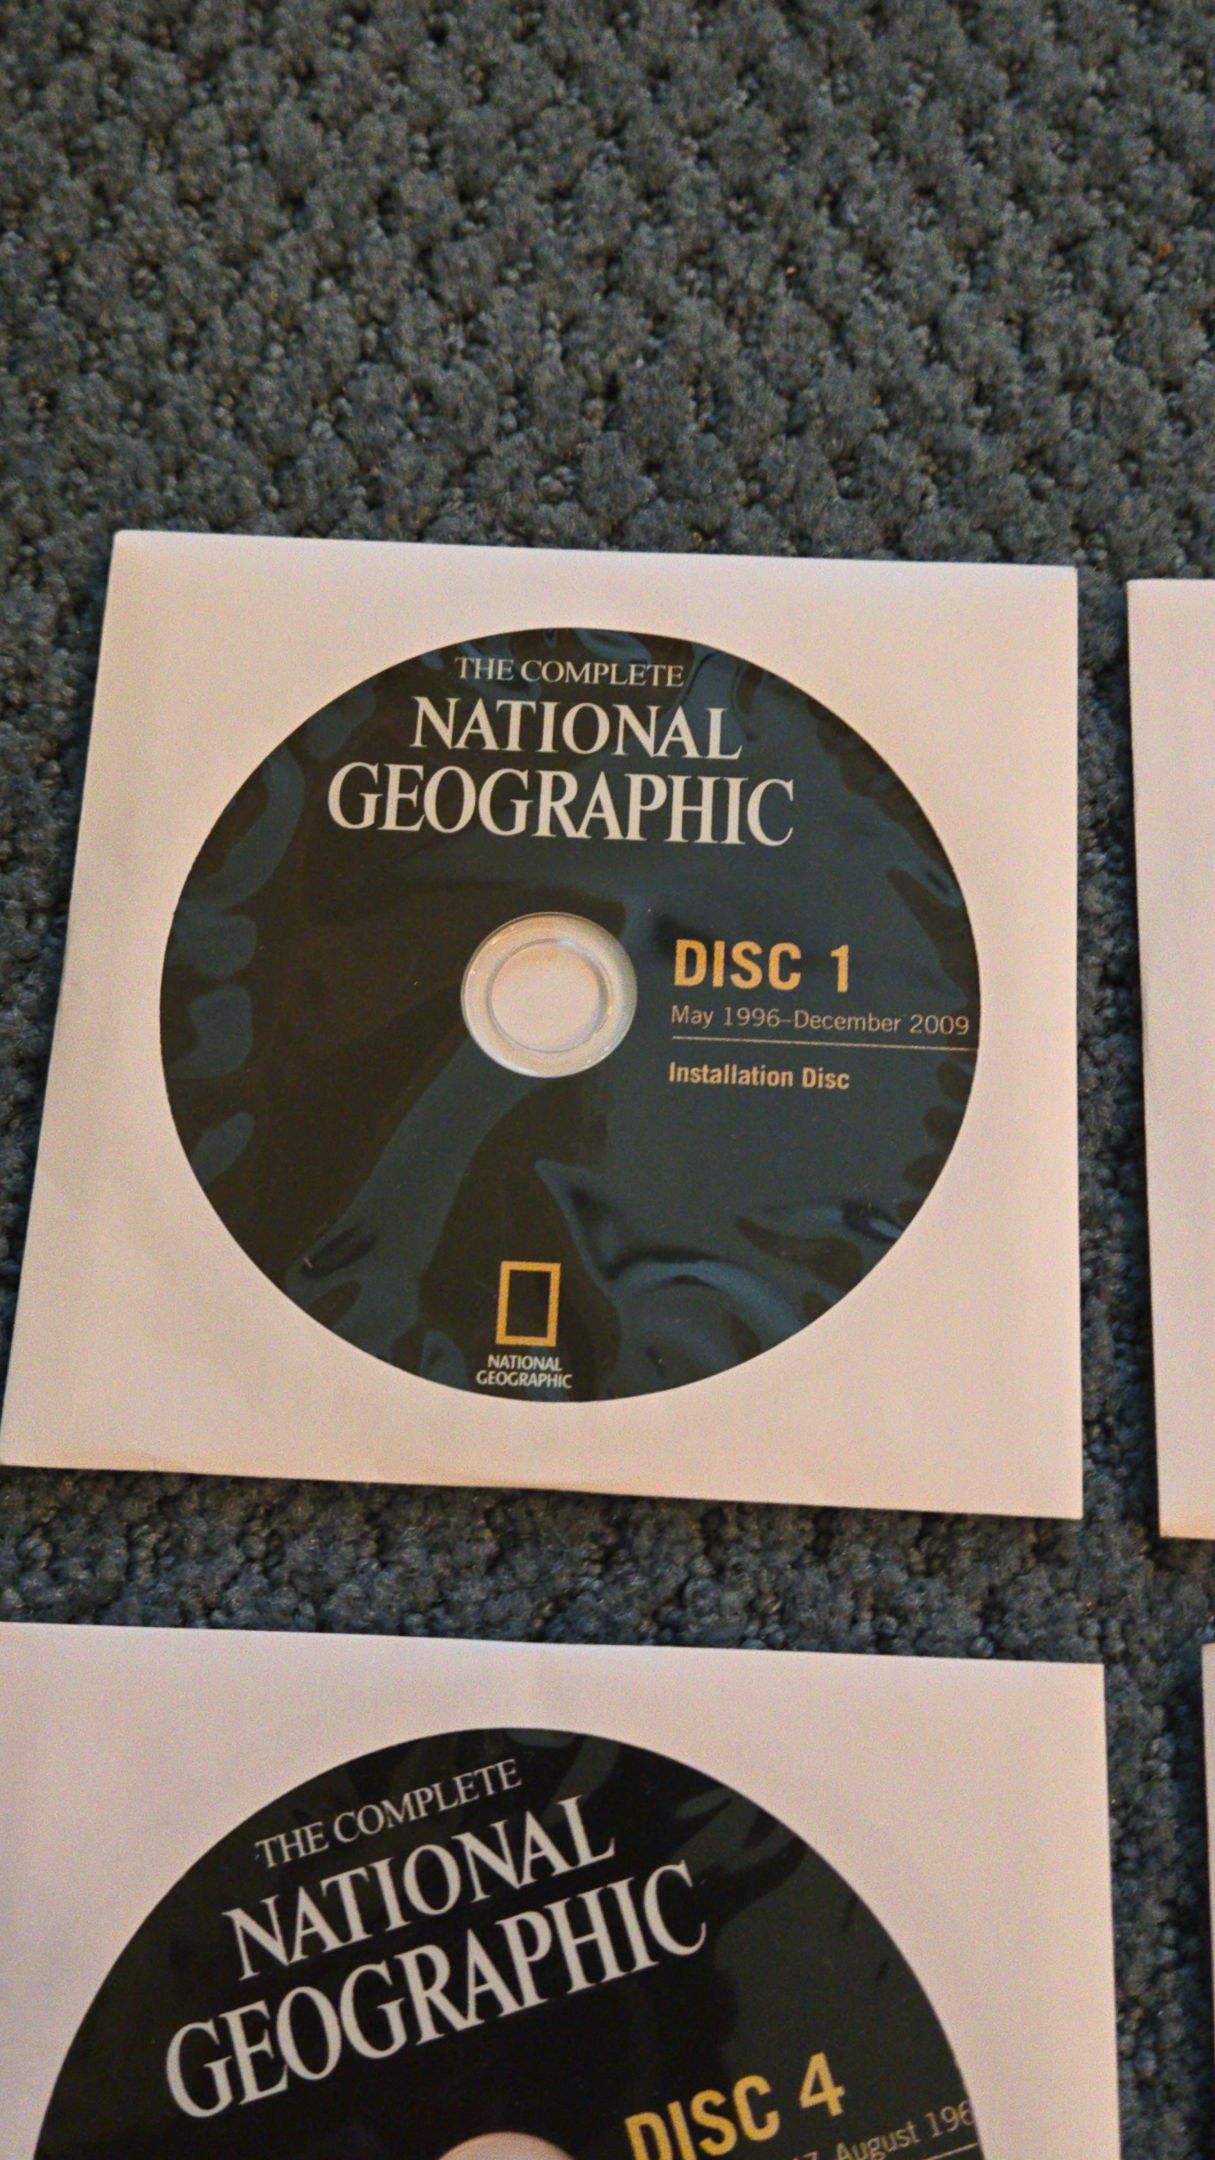 THE COMPLETE
NATIONAL
GEOGRAPHIC
DISC 1
May 1996–December 2009
Installation Disc
NATIONAL
GEOGRAPHIC
THE COMPLETE
NATIONAL
GEOGRAPHIC
DISC 4
August